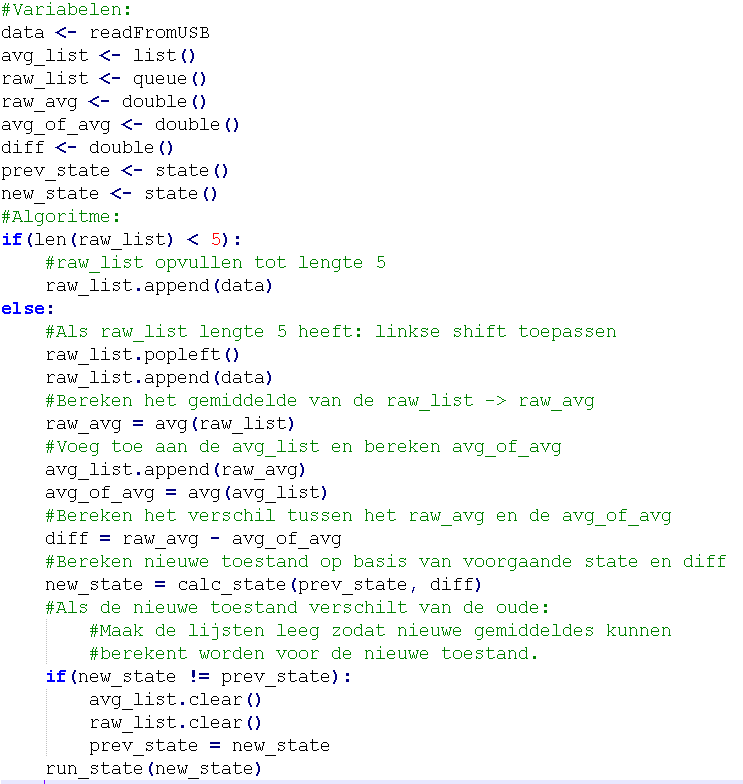 #Variabelen:
data <- readFromUSB
avg_list <- list()
raw_list <- queue()
raw_avg <- double()
avg_of_avg <- double()
diff <- double()
prev_state <- state()
new_state <- state()
#Algoritme:
if(len(raw_list) < 5):
    #raw_list opvullen tot lengte 5
    raw_list.append(data)
else:
    #Als raw_list lengte 5 heeft: linkse shift toepassen
    raw_list.popleft()
    raw_list.append(data)
    #Bereken het gemiddelde van de raw_list -> raw_avg
    raw_avg = avg(raw_list)
    #Voeg toe aan de avg_list en bereken avg_of_avg
    avg_list.append(raw_avg)
    avg_of_avg = avg(avg_list)
    #Bereken het verschil tussen het raw_avg en de avg_of_avg
    diff = raw_avg - avg_of_avg
    #Bereken nieuwe toestand op basis van voorgaande state en diff
    new_state = calc_state(prev_state, diff)
    #Als de nieuwe toestand verschilt van de oude:
        #Maak de lijsten leeg zodat nieuwe gemiddeldes kunnen
        #berekent worden voor de nieuwe toestand.
    if(new_state != prev_state):
        avg_list.clear()
        raw_list.clear()
        prev_state = new_state
    run_state(new_state)